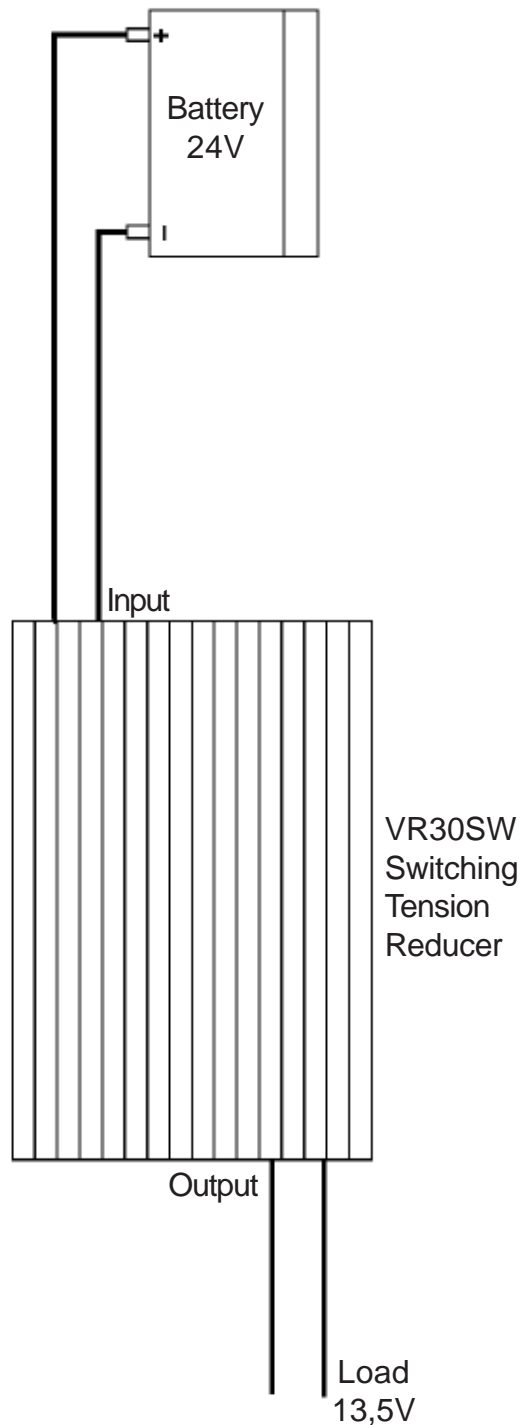 +
Battery
24V
-
Input
VR30SW
Switching
Tension
Reducer
Output
Load
13,5V